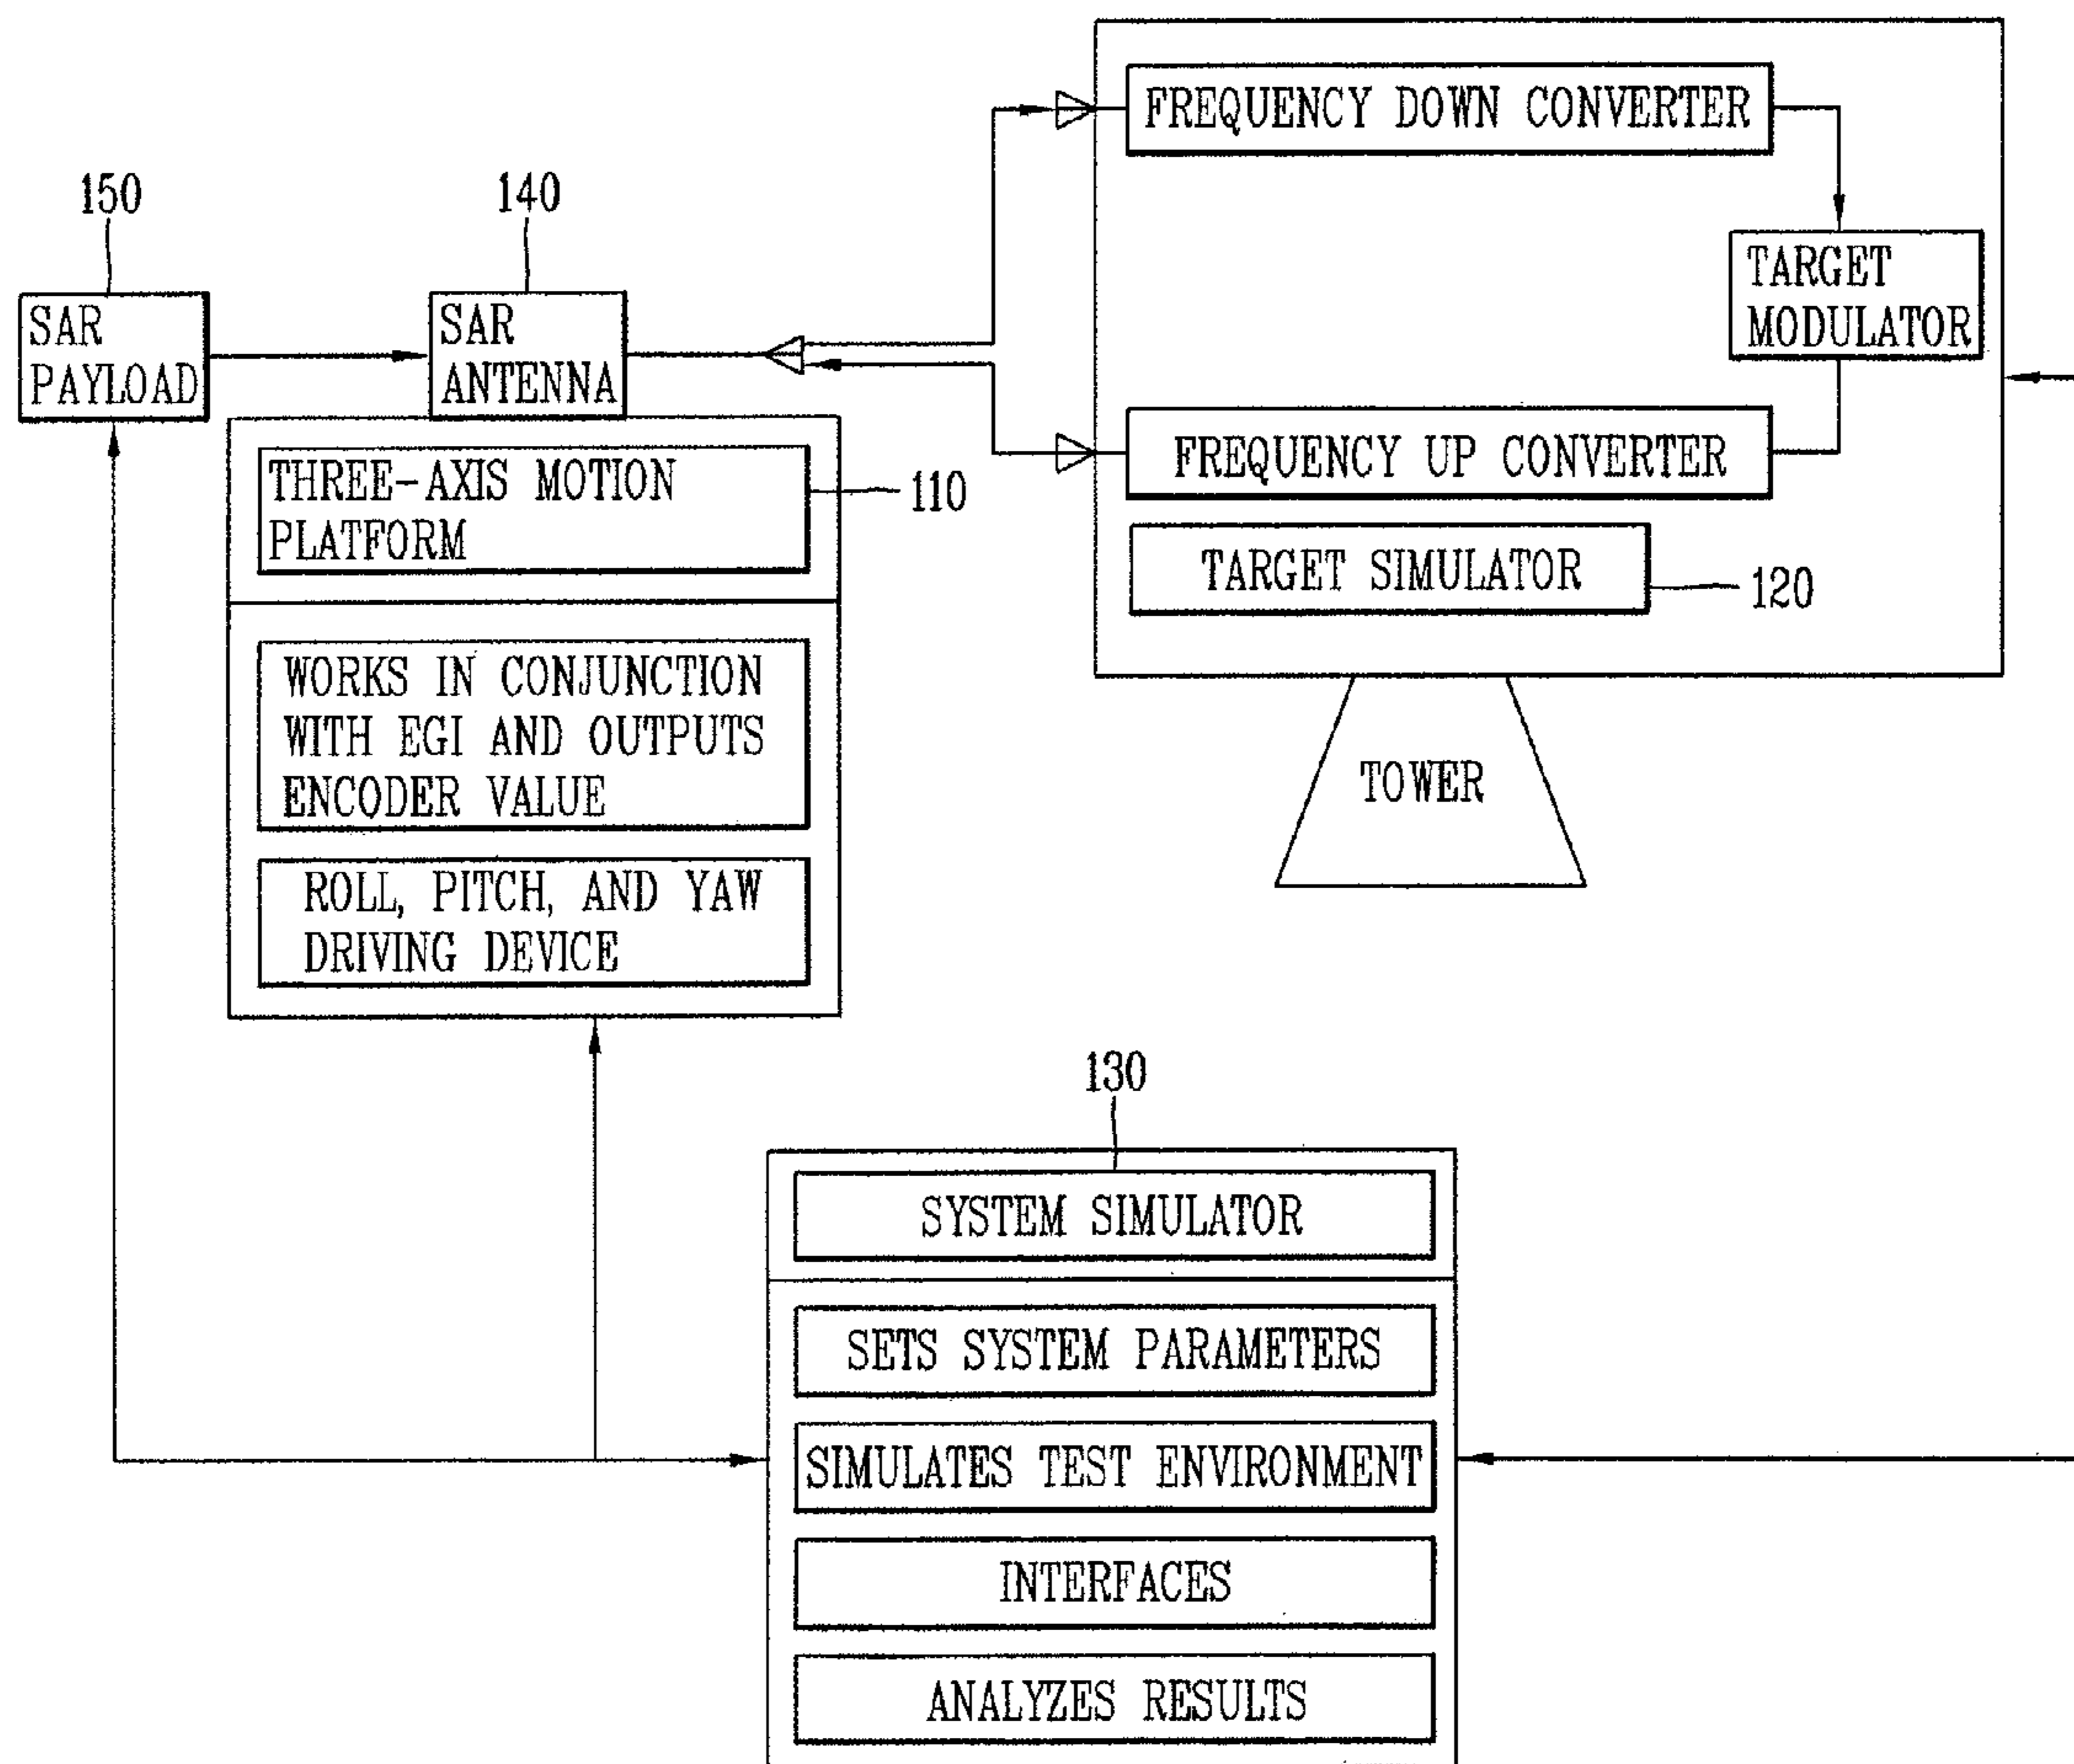 150
140
SAR
PAYLOAD
SAR
ANTENNA
THREE-AXIS MOTION
PLATFORM
110
WORKS IN CONJUNCTION
WITH EGI AND OUTPUTS
ENCODER VALUE
ROLL, PITCH, AND YAW
DRIVING DEVICE
FREQUENCY DOWN CONVERTER
TARGET
MODULATOR
FREQUENCY UP CONVERTER
TARGET SIMULATOR
120
TOWER
130
SYSTEM SIMULATOR
SETS SYSTEM PARAMETERS
SIMULATES TEST ENVIRONMENT
INTERFACES
ANALYZES RESULTS